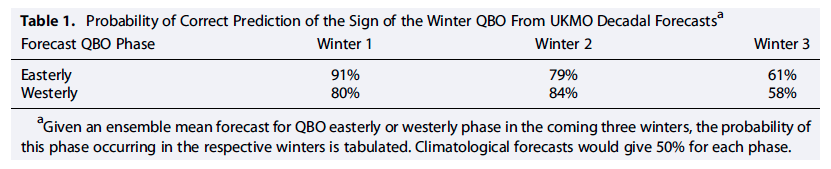 Table 1. Probability of Correct Prediction of the Sign of the Winter QBO From UKMO Decadal Forecastsᵃ
Forecast QBO Phase Winter 1 Winter 2 Winter 3
Easterly 91% 79% 61%
Westerly 80% 84% 58%
ᵃGiven an ensemble mean forecast for QBO easterly or westerly phase in the coming three winters, the probability of
this phase occurring in the respective winters is tabulated. Climatological forecasts would give 50% for each phase.